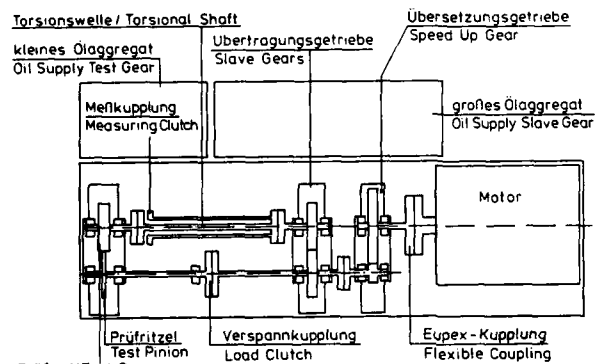 Torsionswelle / Torsional Shaft
Übersetzungsgetriebe
Speed Up Gear
kleines Ölaggregat
Oil Supply Test Gear
Übertragungsgetriebe
Slave Gears
Meßkupplung
Measuring Clutch
großes Ölaggregat
Oil Supply Slave Gear
Motor
Prüfritzel
Test Pinion
Verspannkupplung
Load Clutch
Eupex-Kupplung
Flexible Coupling